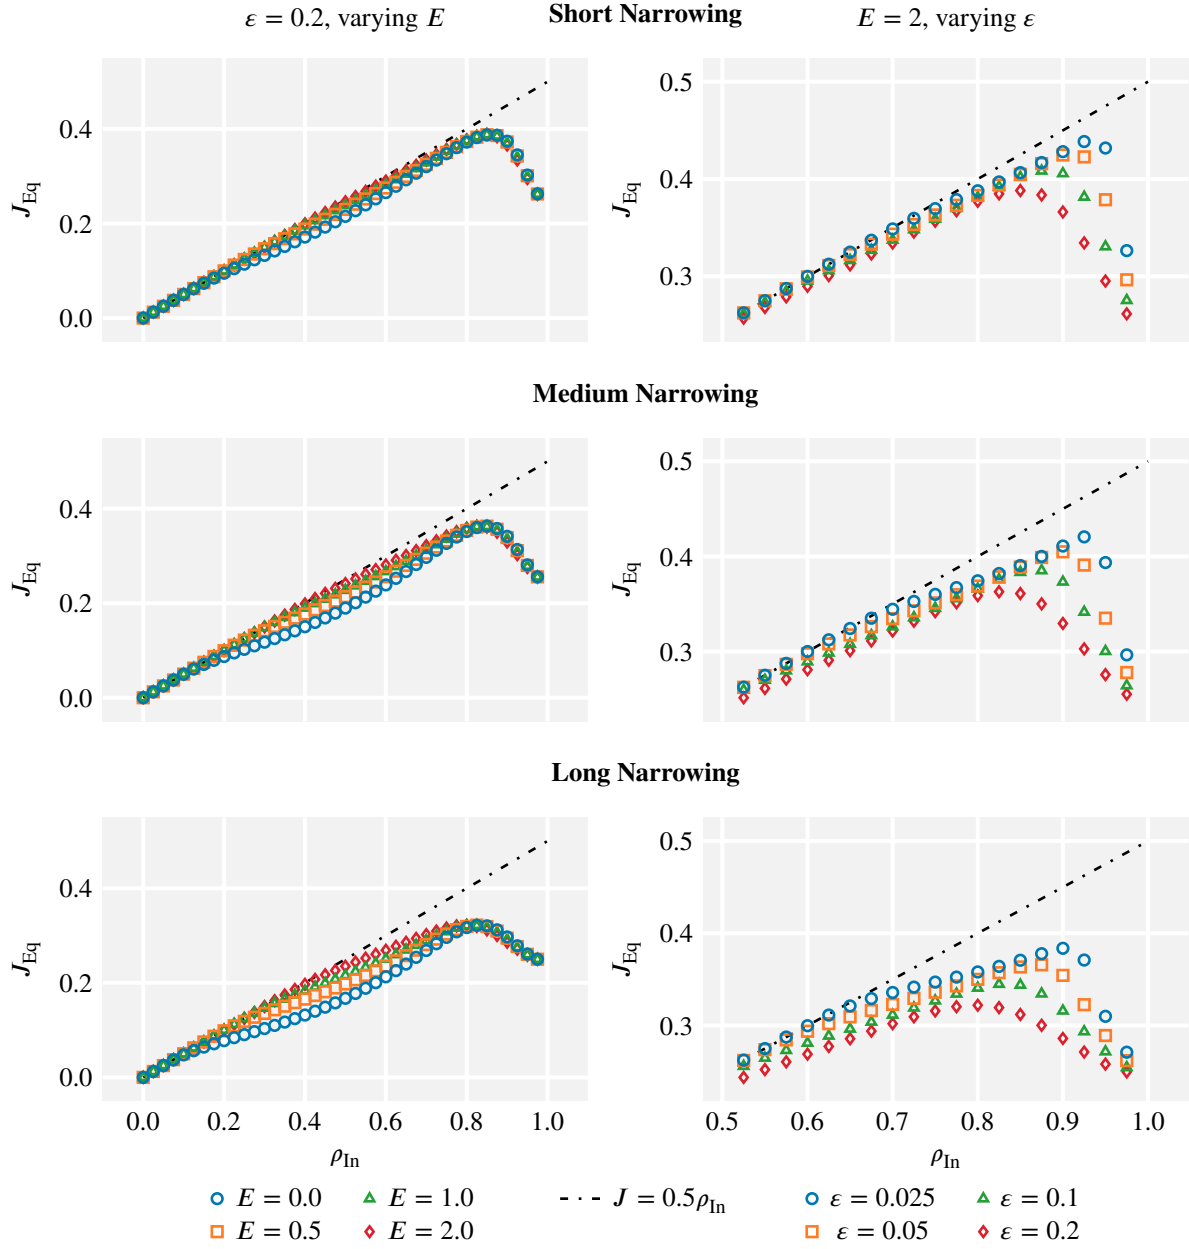 ε = 0.2, varying E
Short Narrowing
E = 2, varying ε
J_Eq
0.4
0.2
0.0
J_Eq
0.5
0.4
0.3
Medium Narrowing
J_Eq
0.4
0.2
0.0
J_Eq
0.5
0.4
0.3
Long Narrowing
J_Eq
0.4
0.2
0.0
0.0 0.2 0.4 0.6 0.8 1.0
ρ_In
J_Eq
0.5
0.4
0.3
0.5 0.6 0.7 0.8 0.9 1.0
ρ_In
E = 0.0
E = 1.0
E = 0.5
E = 2.0
J = 0.5ρ_In
ε = 0.025
ε = 0.1
ε = 0.05
ε = 0.2